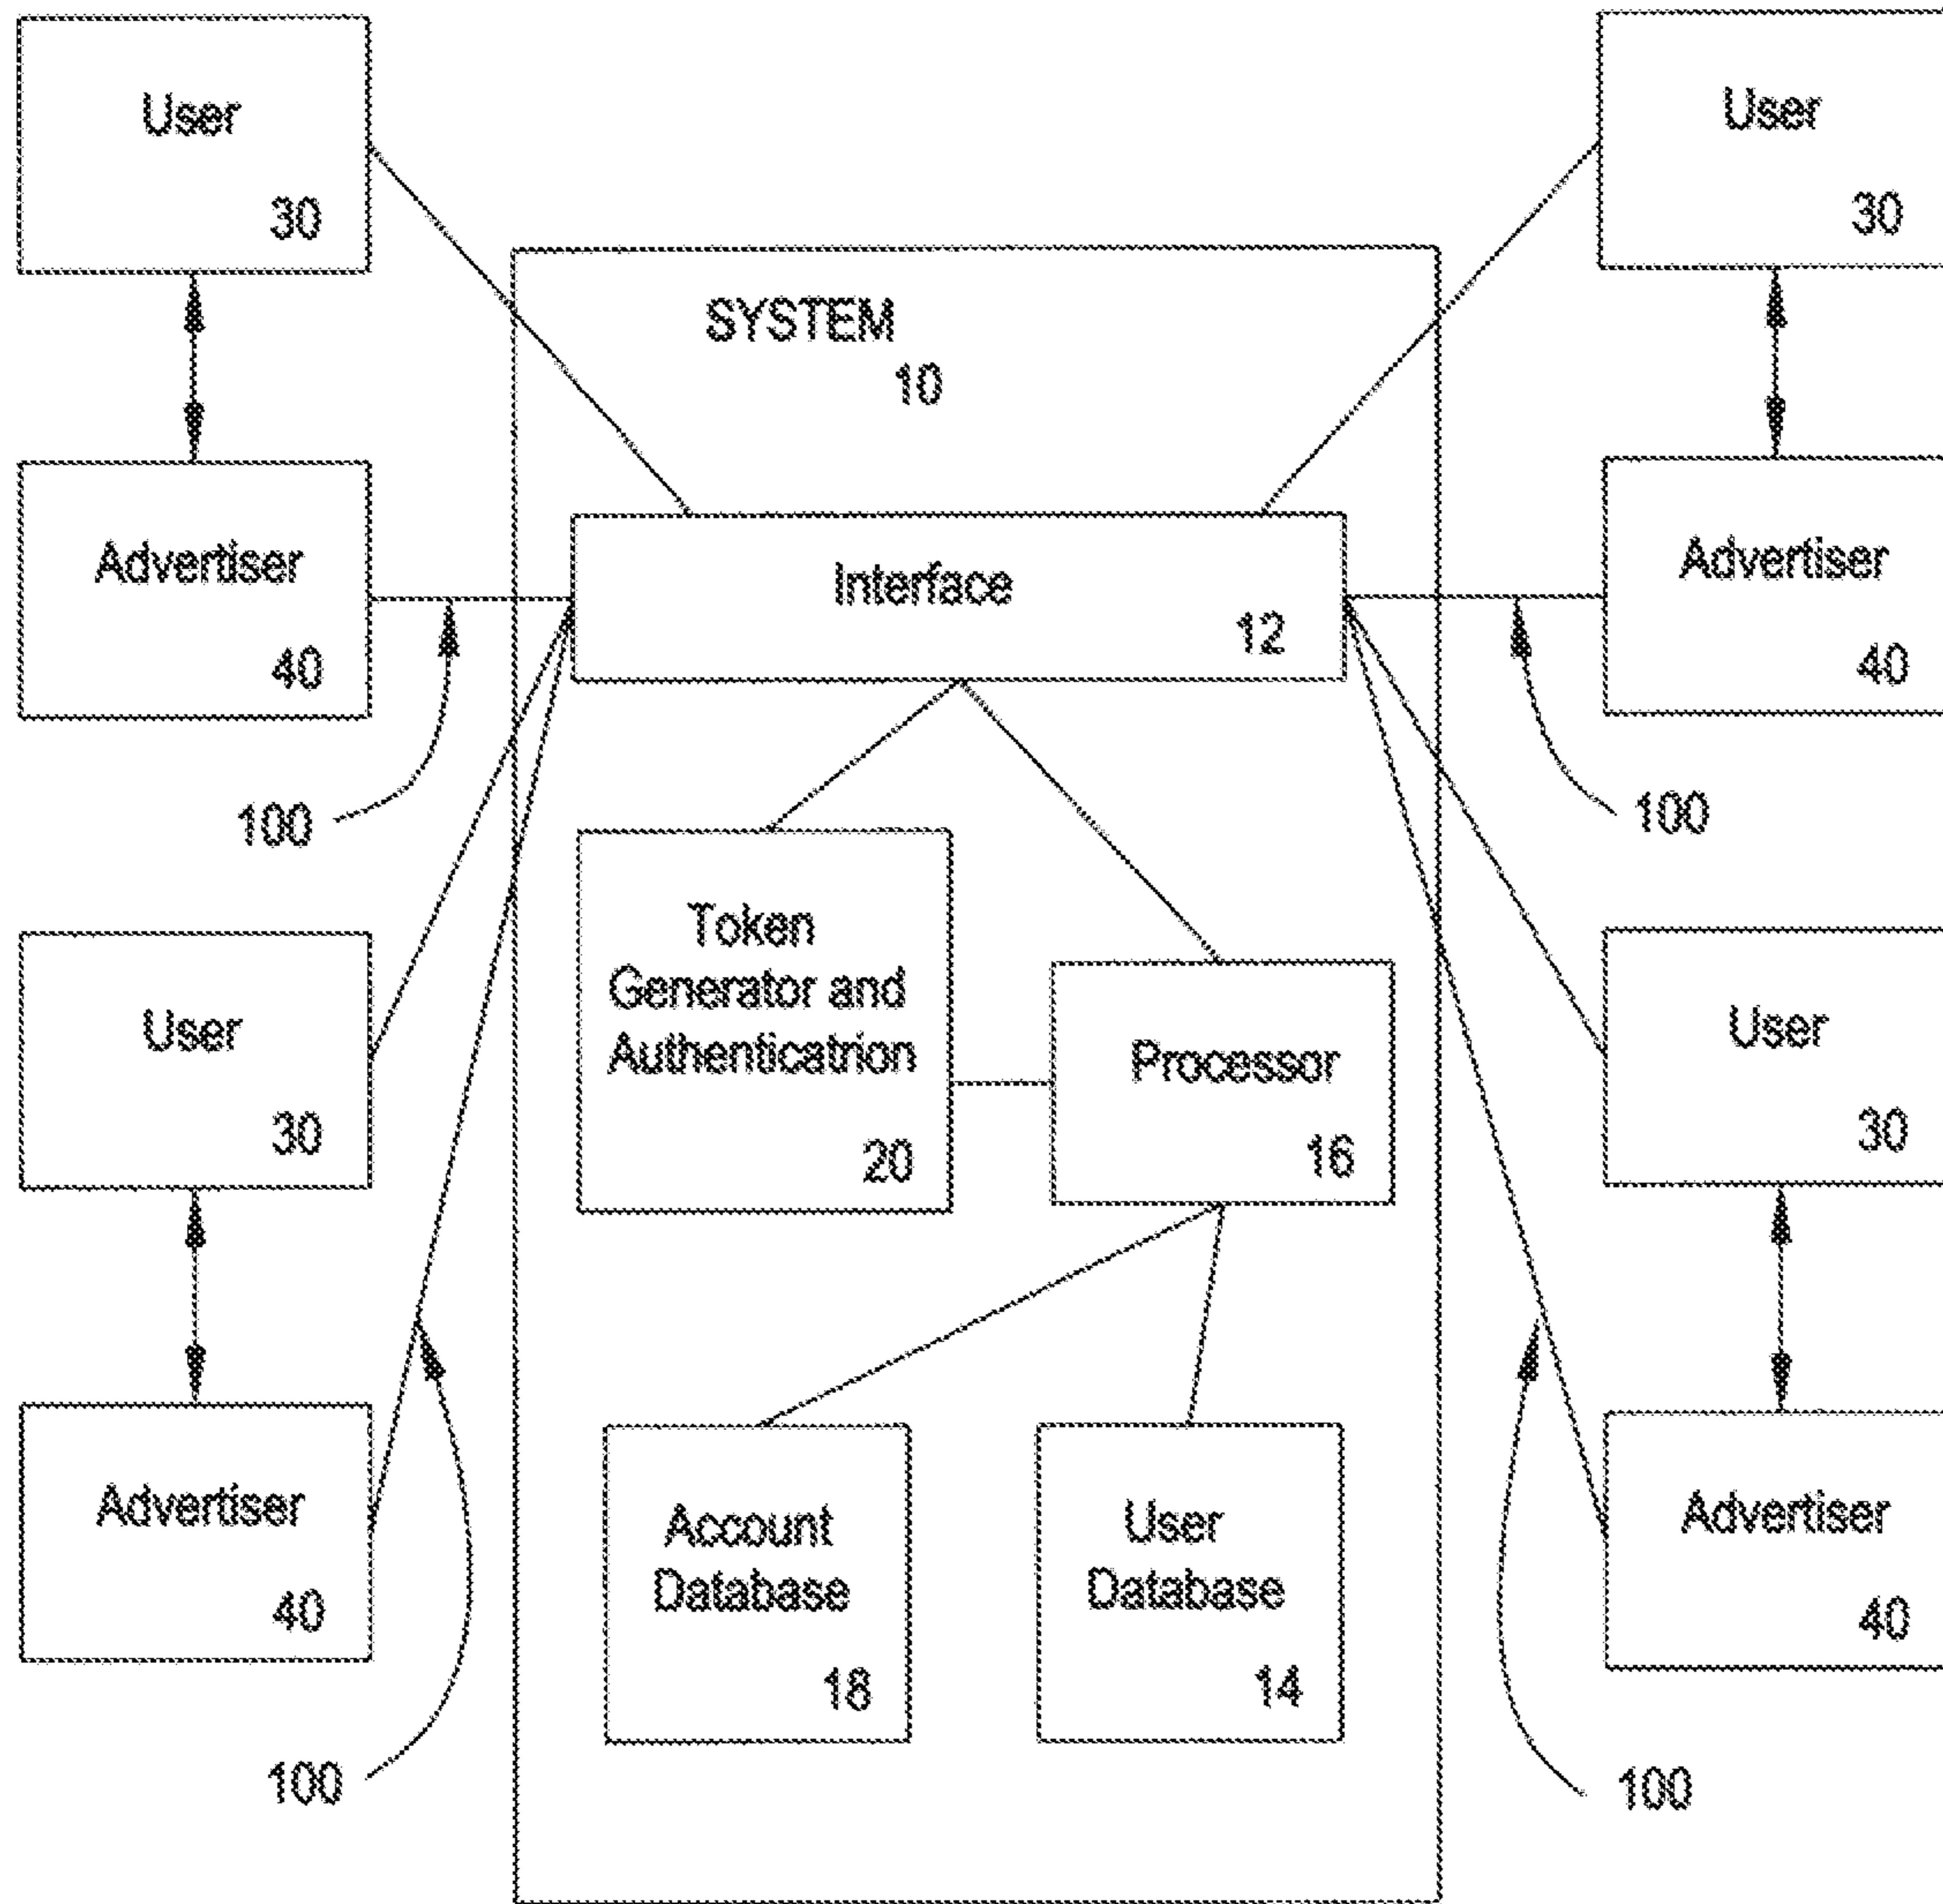 User
30
User
30
SYSTEM
10
Advertiser
40
Interface
12
Advertiser
40
100
100
Token
Generator and
Authenticatrion
20
User
30
Processor
16
User
30
Advertiser
40
Account
Database
18
User
Database
14
Advertiser
40
100
100